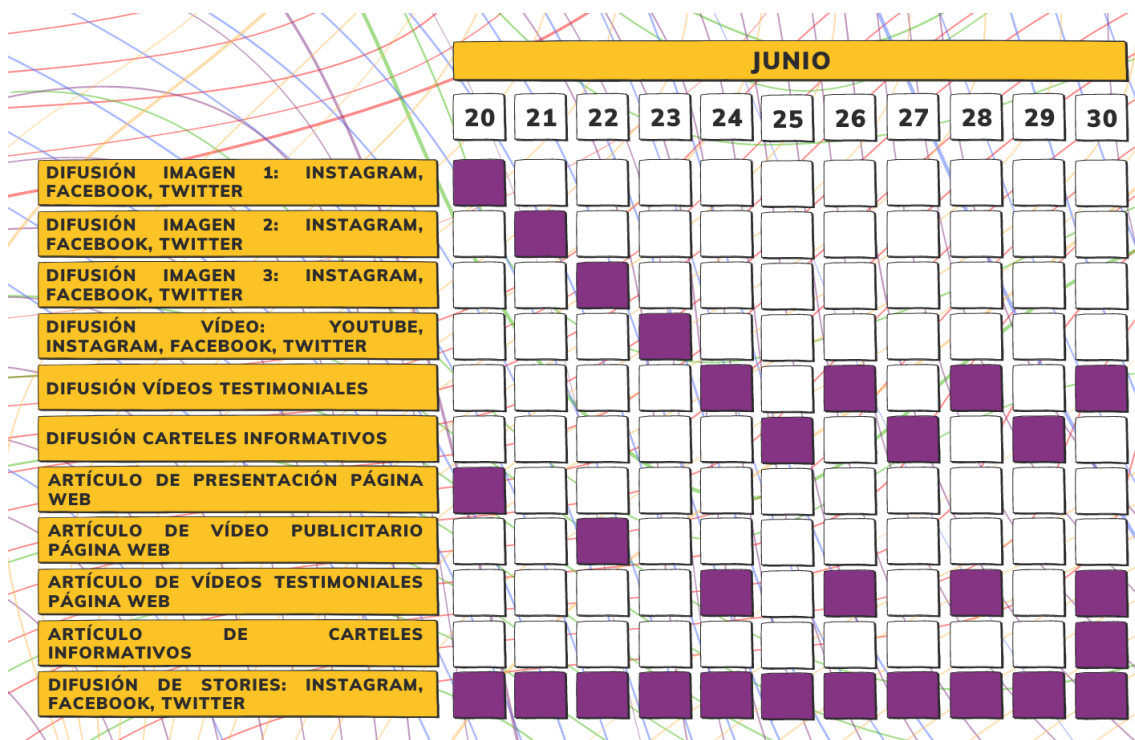 JUNIO
20 21 22 23 24 25 26 27 28 29 30
DIFUSIÓN IMAGEN 1: INSTAGRAM,
FACEBOOK, TWITTER
DIFUSIÓN IMAGEN 2: INSTAGRAM,
FACEBOOK, TWITTER
DIFUSIÓN IMAGEN 3: INSTAGRAM,
FACEBOOK, TWITTER
DIFUSIÓN VÍDEO: YOUTUBE,
INSTAGRAM, FACEBOOK, TWITTER
DIFUSIÓN VÍDEOS TESTIMONIALES
DIFUSIÓN CARTELES INFORMATIVOS
ARTÍCULO DE PRESENTACIÓN PÁGINA
WEB
ARTÍCULO DE VÍDEO PUBLICITARIO
PÁGINA WEB
ARTÍCULO DE VÍDEOS TESTIMONIALES
PÁGINA WEB
ARTÍCULO DE CARTELES
INFORMATIVOS
DIFUSIÓN DE STORIES: INSTAGRAM,
FACEBOOK, TWITTER